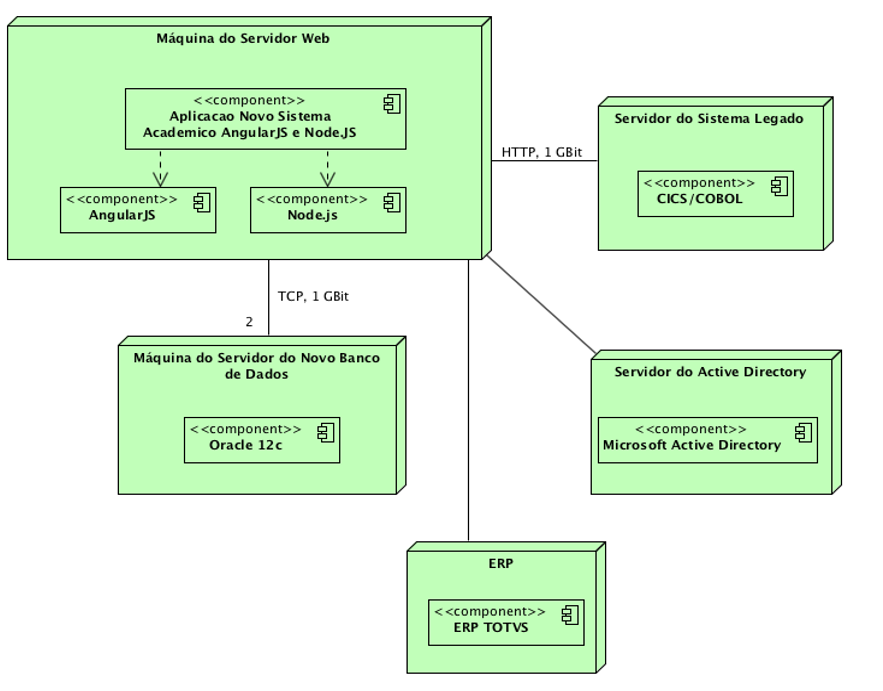 Máquina do Servidor Web
<<component>>
Aplicacao Novo Sistema
Academico AngularJS e Node.JS
<<component>>
AngularJS
<<component>>
Node.js
HTTP, 1 GBit
Servidor do Sistema Legado
<<component>>
CICS/COBOL
TCP, 1 GBit
2
Máquina do Servidor do Novo Banco
de Dados
<<component>>
Oracle 12c
Servidor do Active Directory
<<component>>
Microsoft Active Directory
ERP
<<component>>
ERP TOTVS